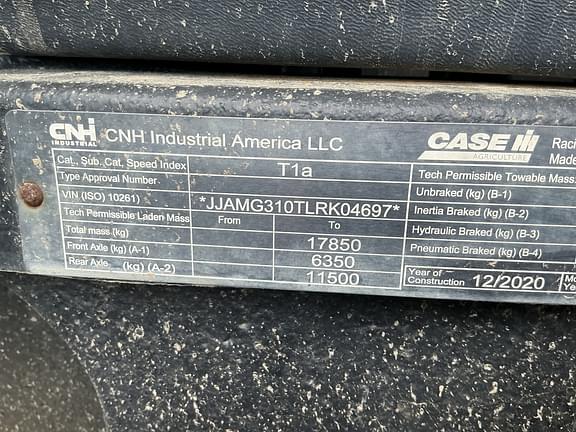 CNH INDUSTRIAL CNH Industrial America LLC
CASE IH AGRICULTURE
Cat., Sub. Cat, Speed Index T1a
Type Approval Number
VIN (ISO) 10261) *JJAMG310TLRK04697*
Tech Permissible Laden Mass From To
Total mass (kg) 17850
Front Axle (kg) (A-1) 6350
Rear Axle (kg) (A-2) 11500
Raci
Made
Tech Permissible Towable Mass
Unbraked (kg) (B-1)
Inertia Braked (kg) (B-2)
Hydraulic Braked (kg) (B-3)
Pneumatic Braked (kg) (B-4)
Year of Construction 12/2020
Mo
Ye